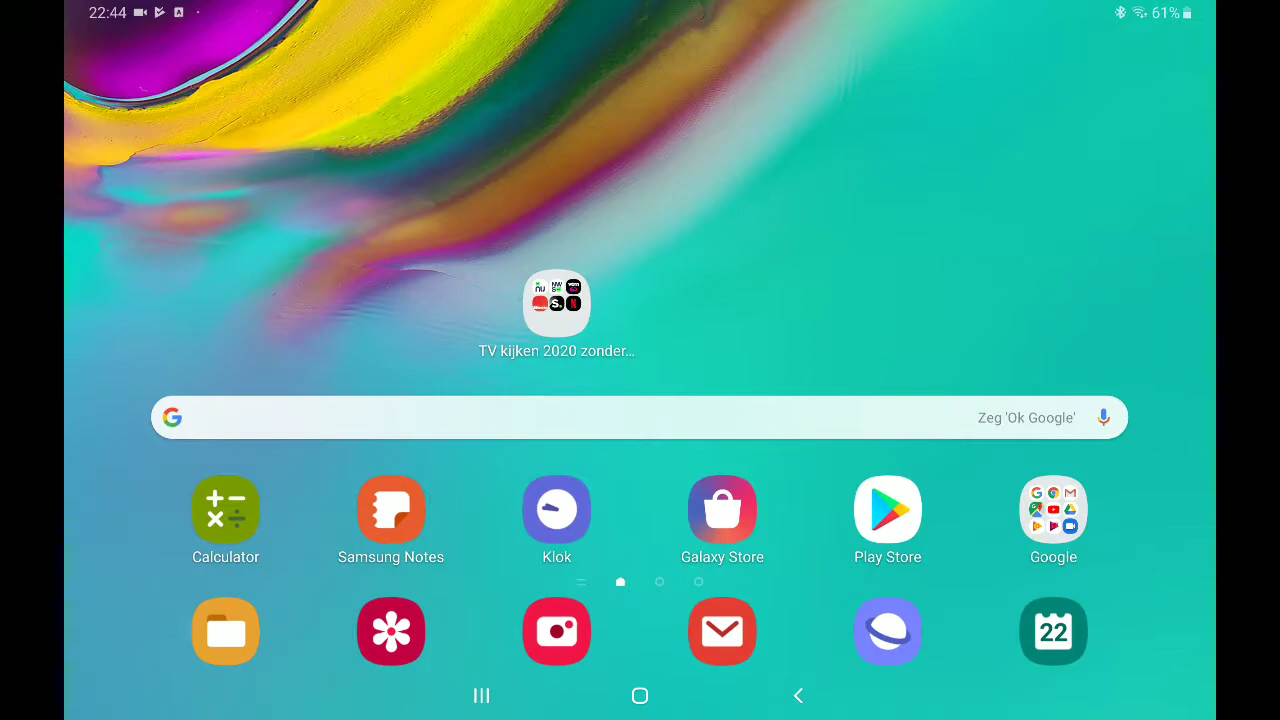 22:44
61%
TV kijken 2020 zonder...
Zeg 'Ok Google'
Calculator
Samsung Notes
Klok
Galaxy Store
Play Store
Google
22